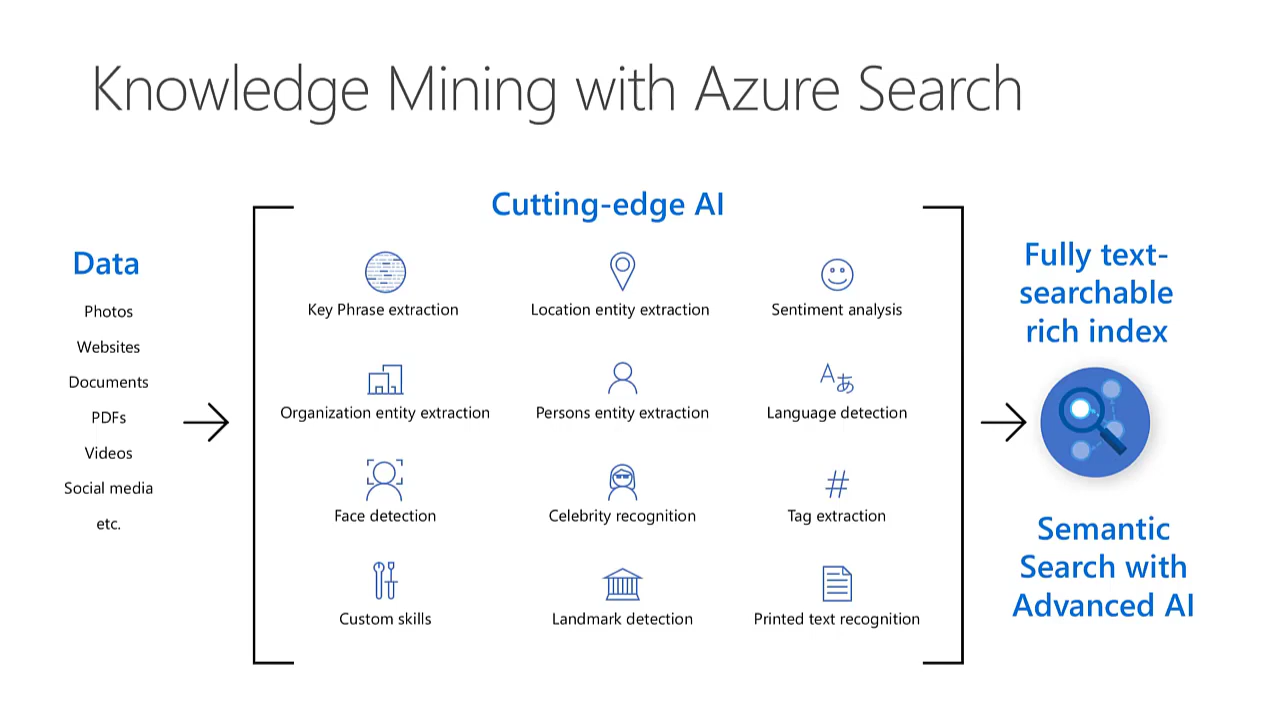 Knowledge Mining with Azure Search
Data
Photos
Websites
Documents
PDFs
Videos
Social media
etc.
Cutting-edge AI
Key Phrase extraction
Location entity extraction
Sentiment analysis
Organization entity extraction
Persons entity extraction
Aあ
Language detection
Face detection
Celebrity recognition
#
Tag extraction
Custom skills
Landmark detection
Printed text recognition
Fully text-
searchable
rich index
Semantic
Search with
Advanced AI